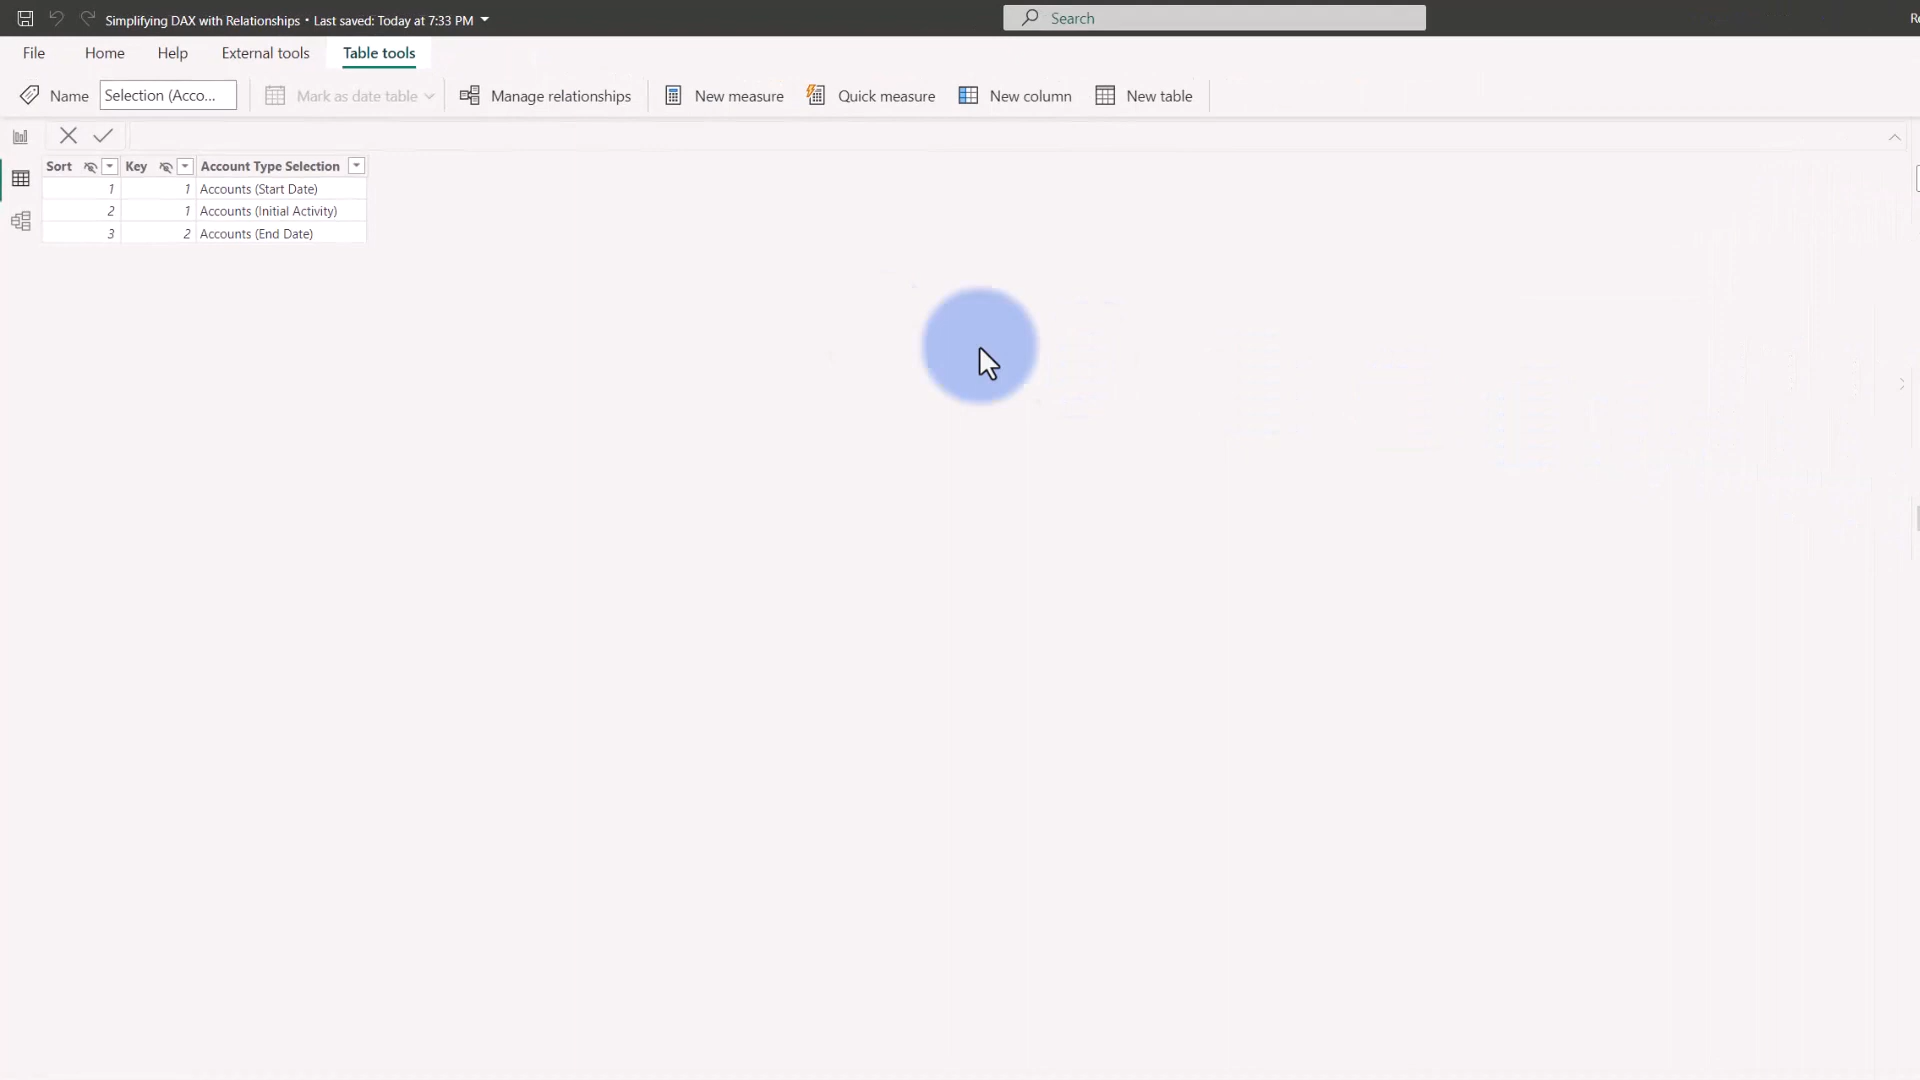 Simplifying DAX with Relationships • Last saved: Today at 7:33 PM
Search
File Home Help External tools Table tools
Name Selection (Acco... Mark as date table Manage relationships New measure Quick measure New column New table
Sort Key Account Type Selection
1 1 Accounts (Start Date)
2 1 Accounts (Initial Activity)
3 2 Accounts (End Date)